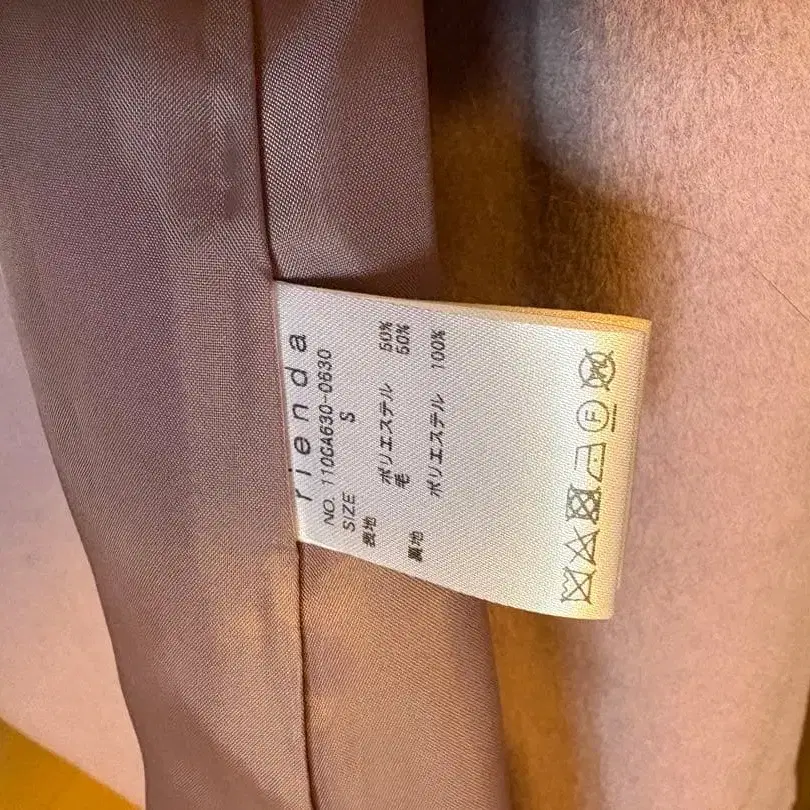 rienda
NO. 110GA630-0630
SIZE S
表地 ポリエステル 50%
毛 50%
裏地 ポリエステル 100%
F
W